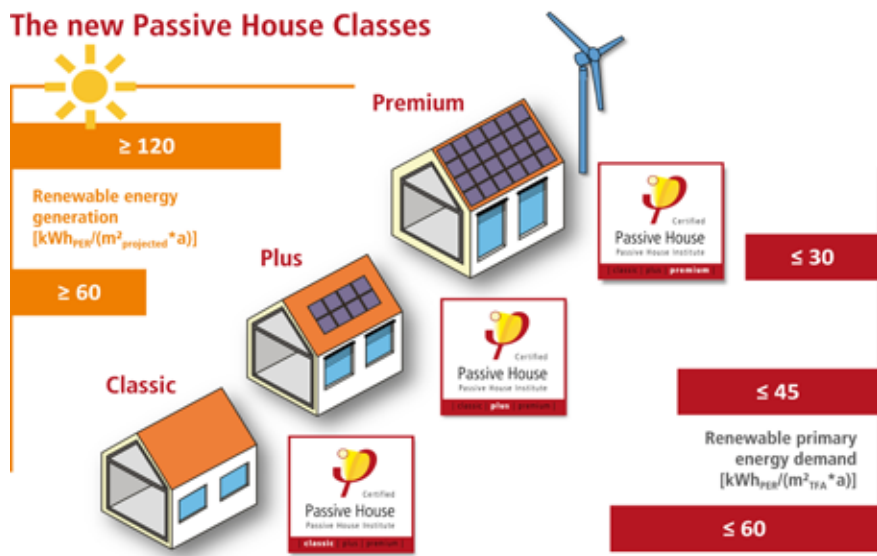 The new Passive House Classes
Premium
≥ 120
Renewable energy
generation
[kWhPER/(m²projected*a)]
≥ 60
Plus
Classic
Certified
Passive House
Passive House Institute
| classic | plus | premium |
≤ 30
Certified
Passive House
Passive House Institute
| classic | plus | premium |
≤ 45
Renewable primary
energy demand
[kWhPER/(m²TFA*a)]
Certified
Passive House
Passive House Institute
| classic | plus | premium |
≤ 60